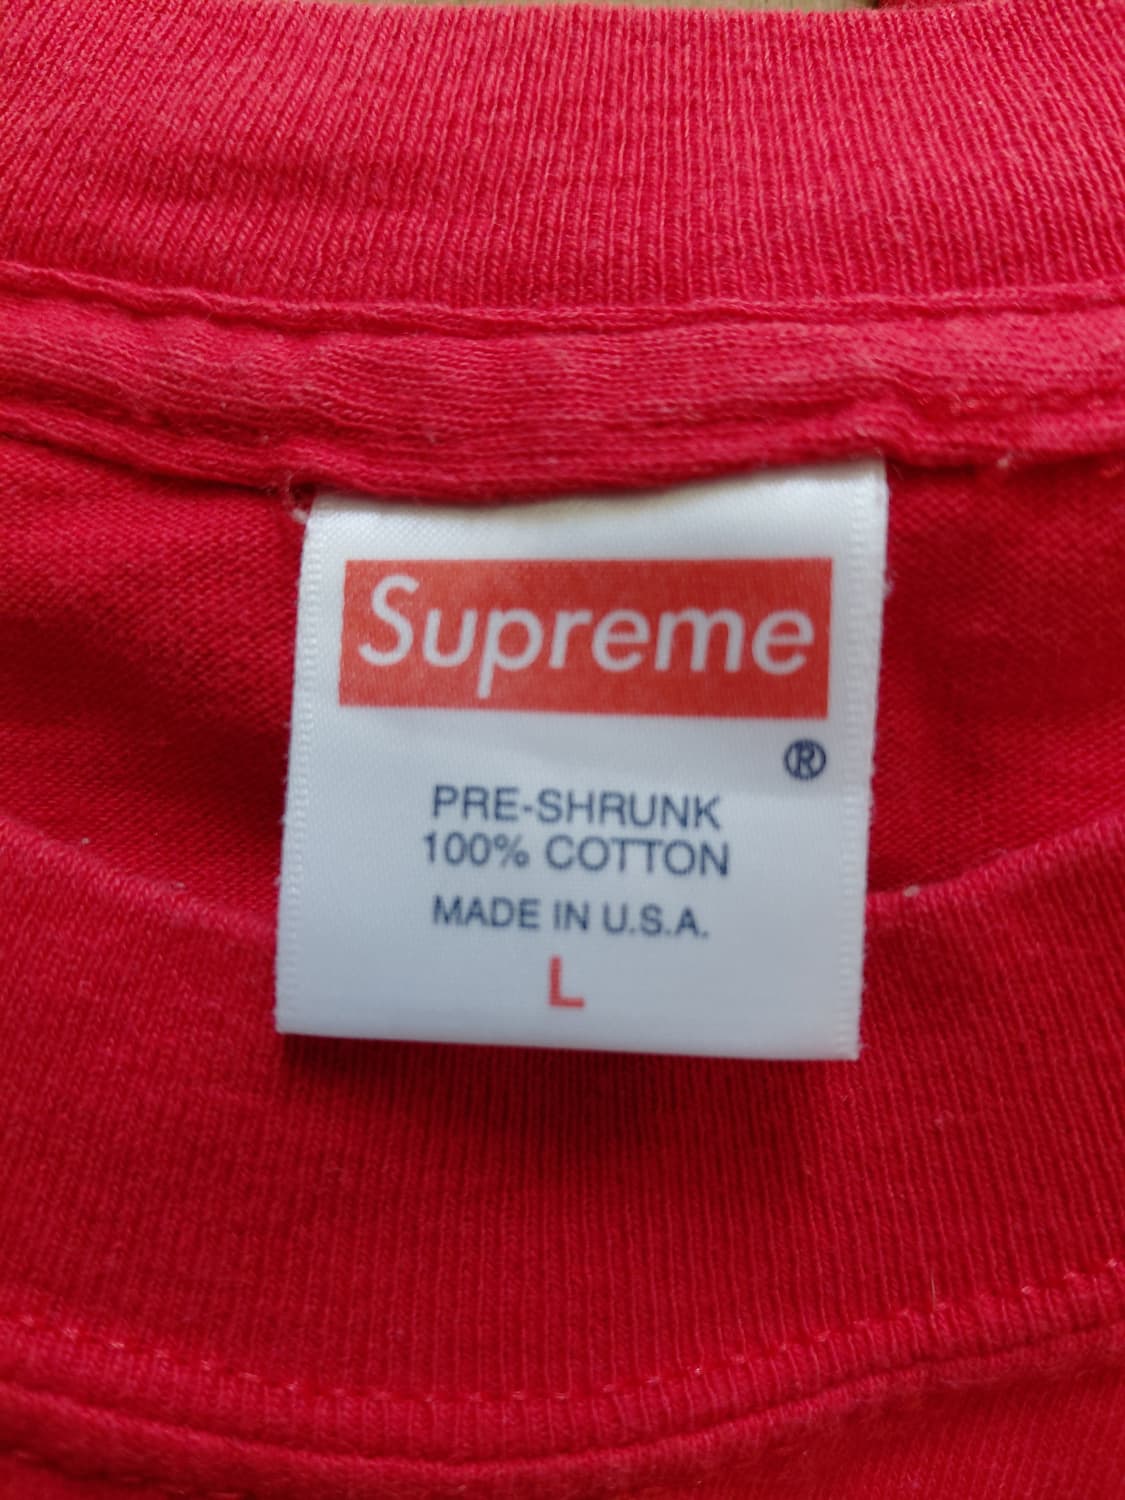 Supreme
®
PRE-SHRUNK
100% COTTON
MADE IN U.S.A.
L